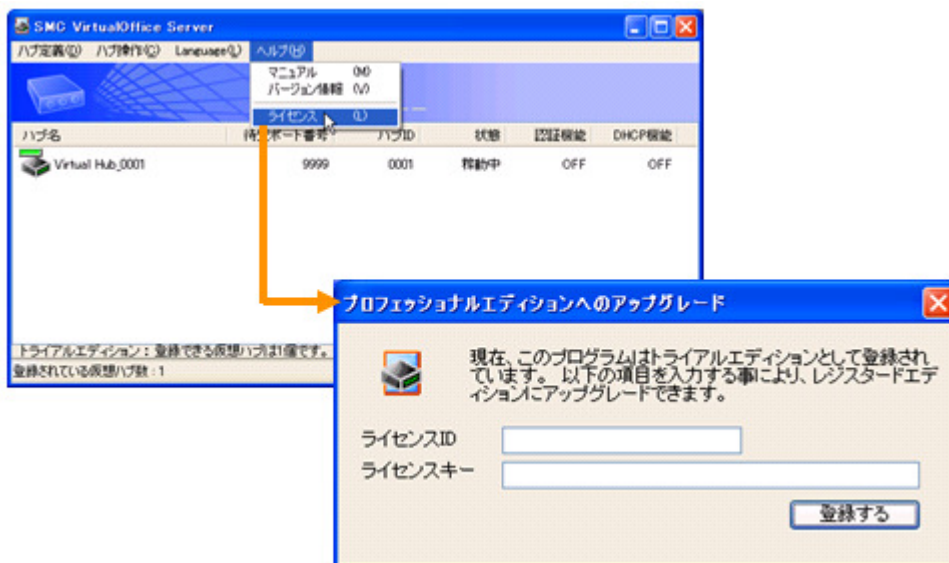 SMC VirtualOffice Server
ハブ定義(D) ハブ操作(C) Language(L) ヘルプ(H)
マニュアル (M)
バージョン情報 (V)
ライセンス (L)
ハブ名 待受ポート番号 ハブID 状態 認証機能 DHCP機能
Virtual Hub_0001 9999 0001 稼動中 OFF OFF
トライアルエディション：登録できる仮想ハブは1個です。
登録されている仮想ハブ数：1
プロフェッショナルエディションへのアップグレード
現在、このプログラムはトライアルエディションとして登録され
ています。 以下の項目を入力する事により、レジスタードエデ
ィションにアップグレードできます。
ライセンスID
ライセンスキー
登録する